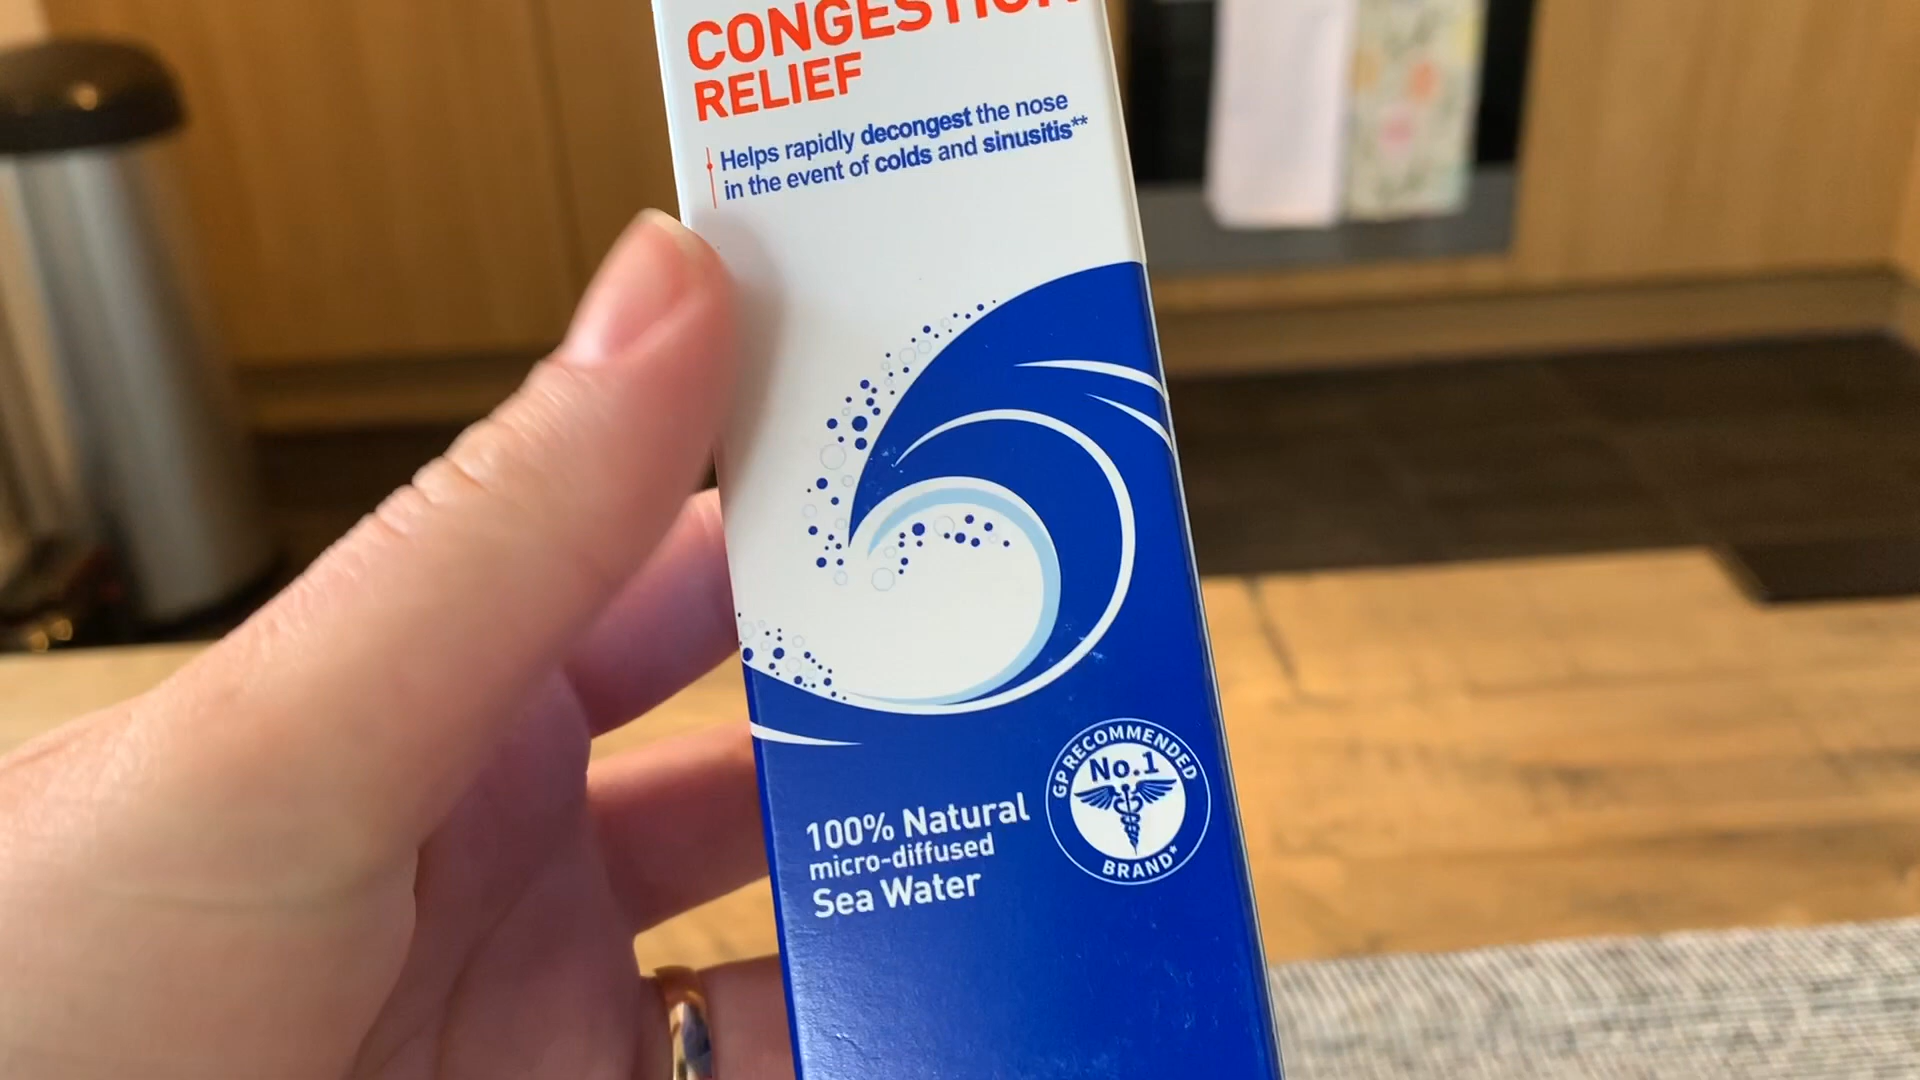 CONGESTION
RELIEF
Helps rapidly decongest the nose
in the event of colds and sinusitis**
GP RECOMMENDED
No.1
BRAND*
100% Natural
micro-diffused
Sea Water